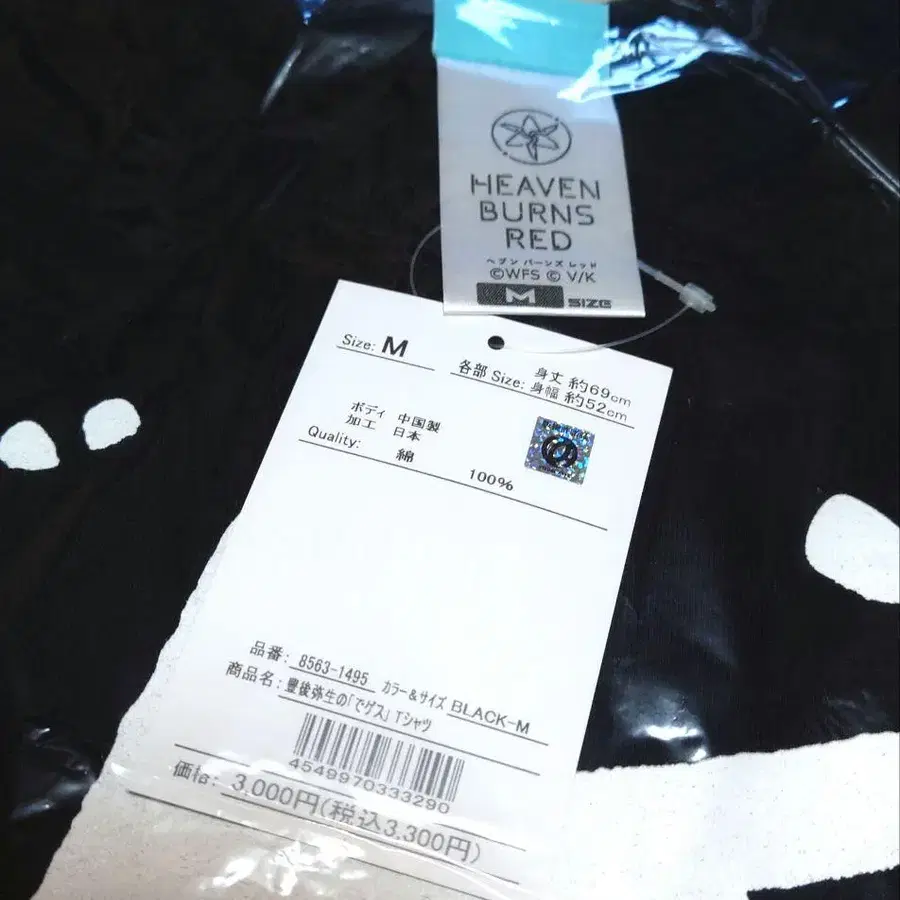 HEAVEN
BURNS
RED
ヘブン バーンズ レッド
©WFS © V/K
M SIZE
Size: M
各部 Size: 身丈 約69cm
身幅 約52cm
ボディ 中国製
加工 日本
Quality: 綿 100%
品番: 8563-1495 カラー&サイズ BLACK-M
商品名: 豊後弥生の「でゲス」Tシャツ
4549970333290
価格: 3,000円(税込3,300円)